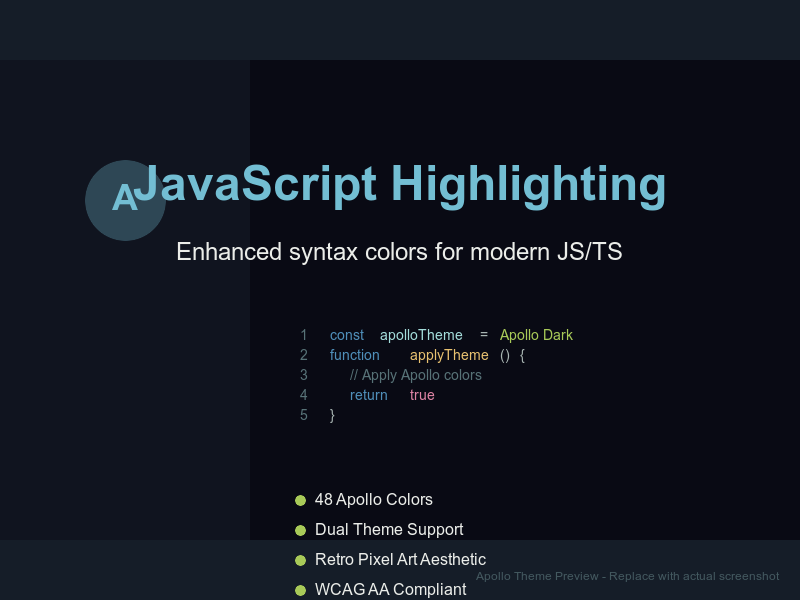 A
JavaScript Highlighting
Enhanced syntax colors for modern JS/TS
1 const apolloTheme = Apollo Dark
2 function applyTheme () {
3 // Apply Apollo colors
4 return true
5 }
48 Apollo Colors
Dual Theme Support
Retro Pixel Art Aesthetic
Apollo Theme Preview - Replace with actual screenshot
WCAG AA Compliant